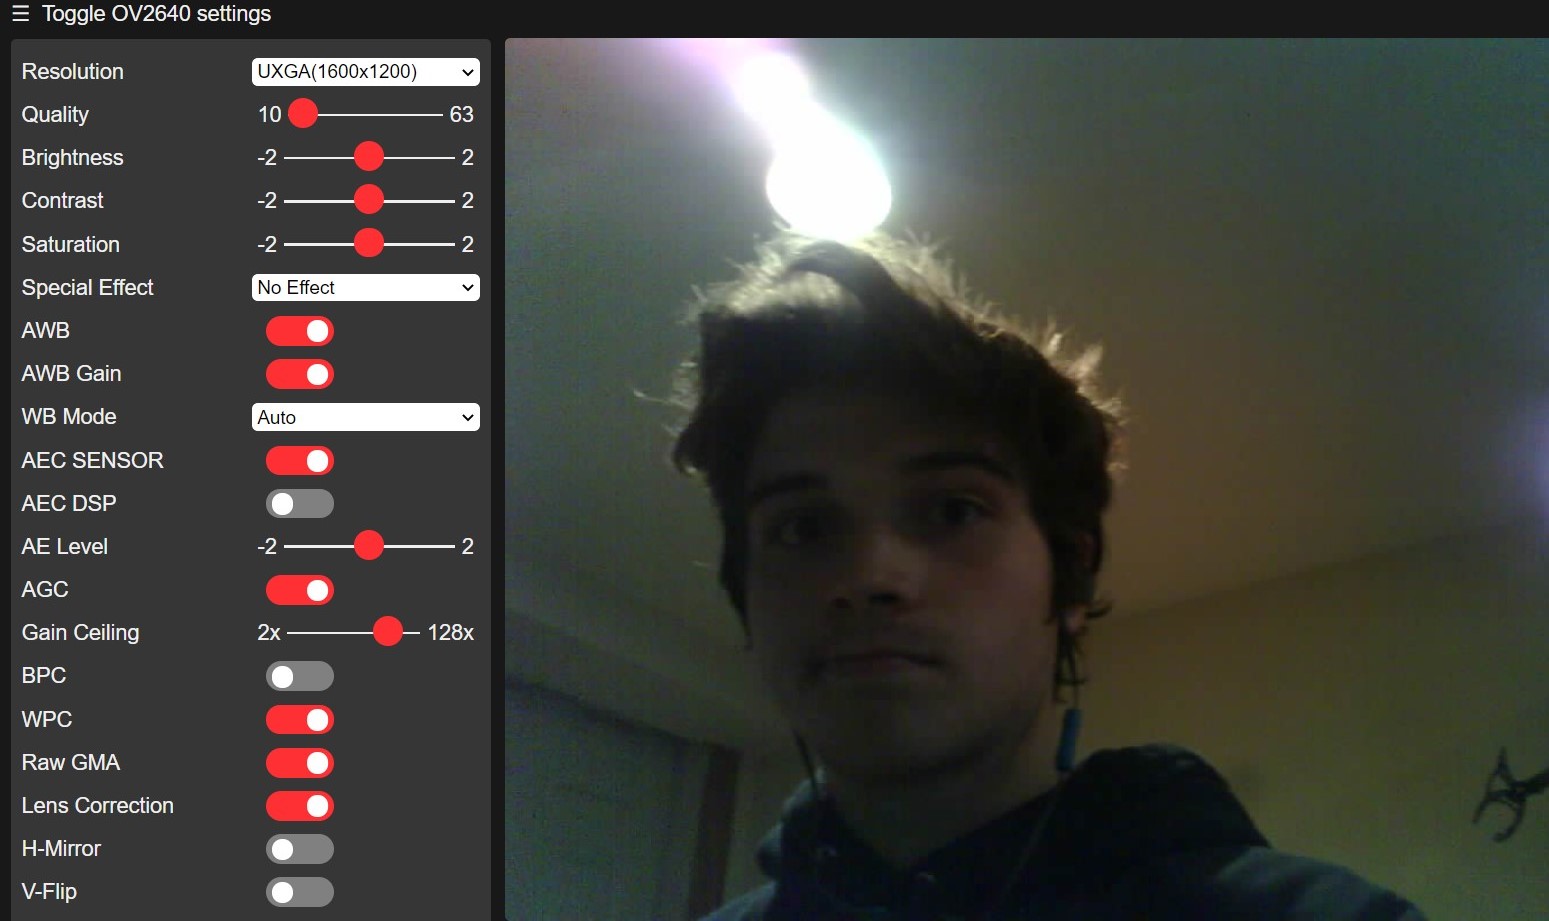 ☰ Toggle OV2640 settings
Resolution UXGA(1600x1200)
Quality 10 63
Brightness -2 2
Contrast -2 2
Saturation -2 2
Special Effect No Effect
AWB
AWB Gain
WB Mode Auto
AEC SENSOR
AEC DSP
AE Level -2 2
AGC
Gain Ceiling 2x 128x
BPC
WPC
Raw GMA
Lens Correction
H-Mirror
V-Flip